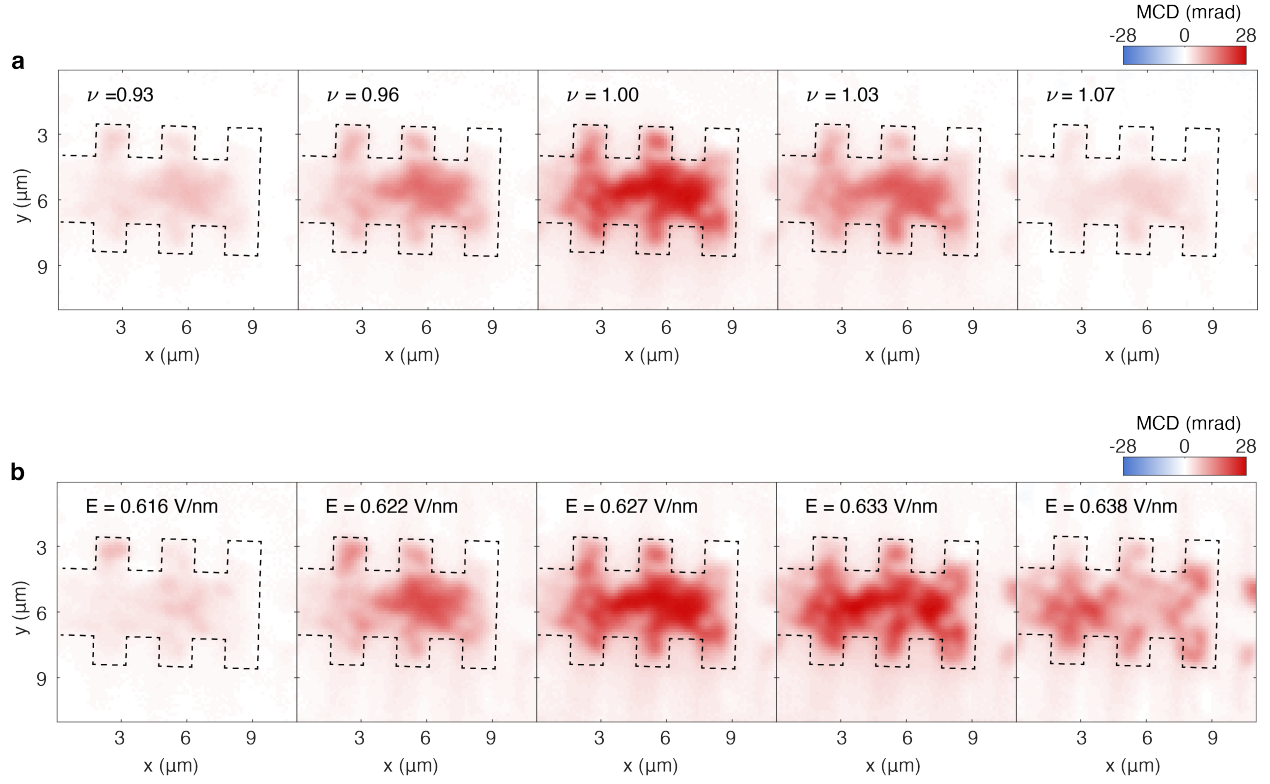 MCD (mrad)
-28 0 28
a
ν =0.93 ν =0.96 ν = 1.00 ν = 1.03 ν = 1.07
3
6
9
y (μm)
3 6 9 3 6 9 3 6 9 3 6 9 3 6 9
x (μm) x (μm) x (μm) x (μm) x (μm)
MCD (mrad)
-28 0 28
b
E = 0.616 V/nm E = 0.622 V/nm E = 0.627 V/nm E = 0.633 V/nm E = 0.638 V/nm
3
6
9
y (μm)
3 6 9 3 6 9 3 6 9 3 6 9 3 6 9
x (μm) x (μm) x (μm) x (μm) x (μm)